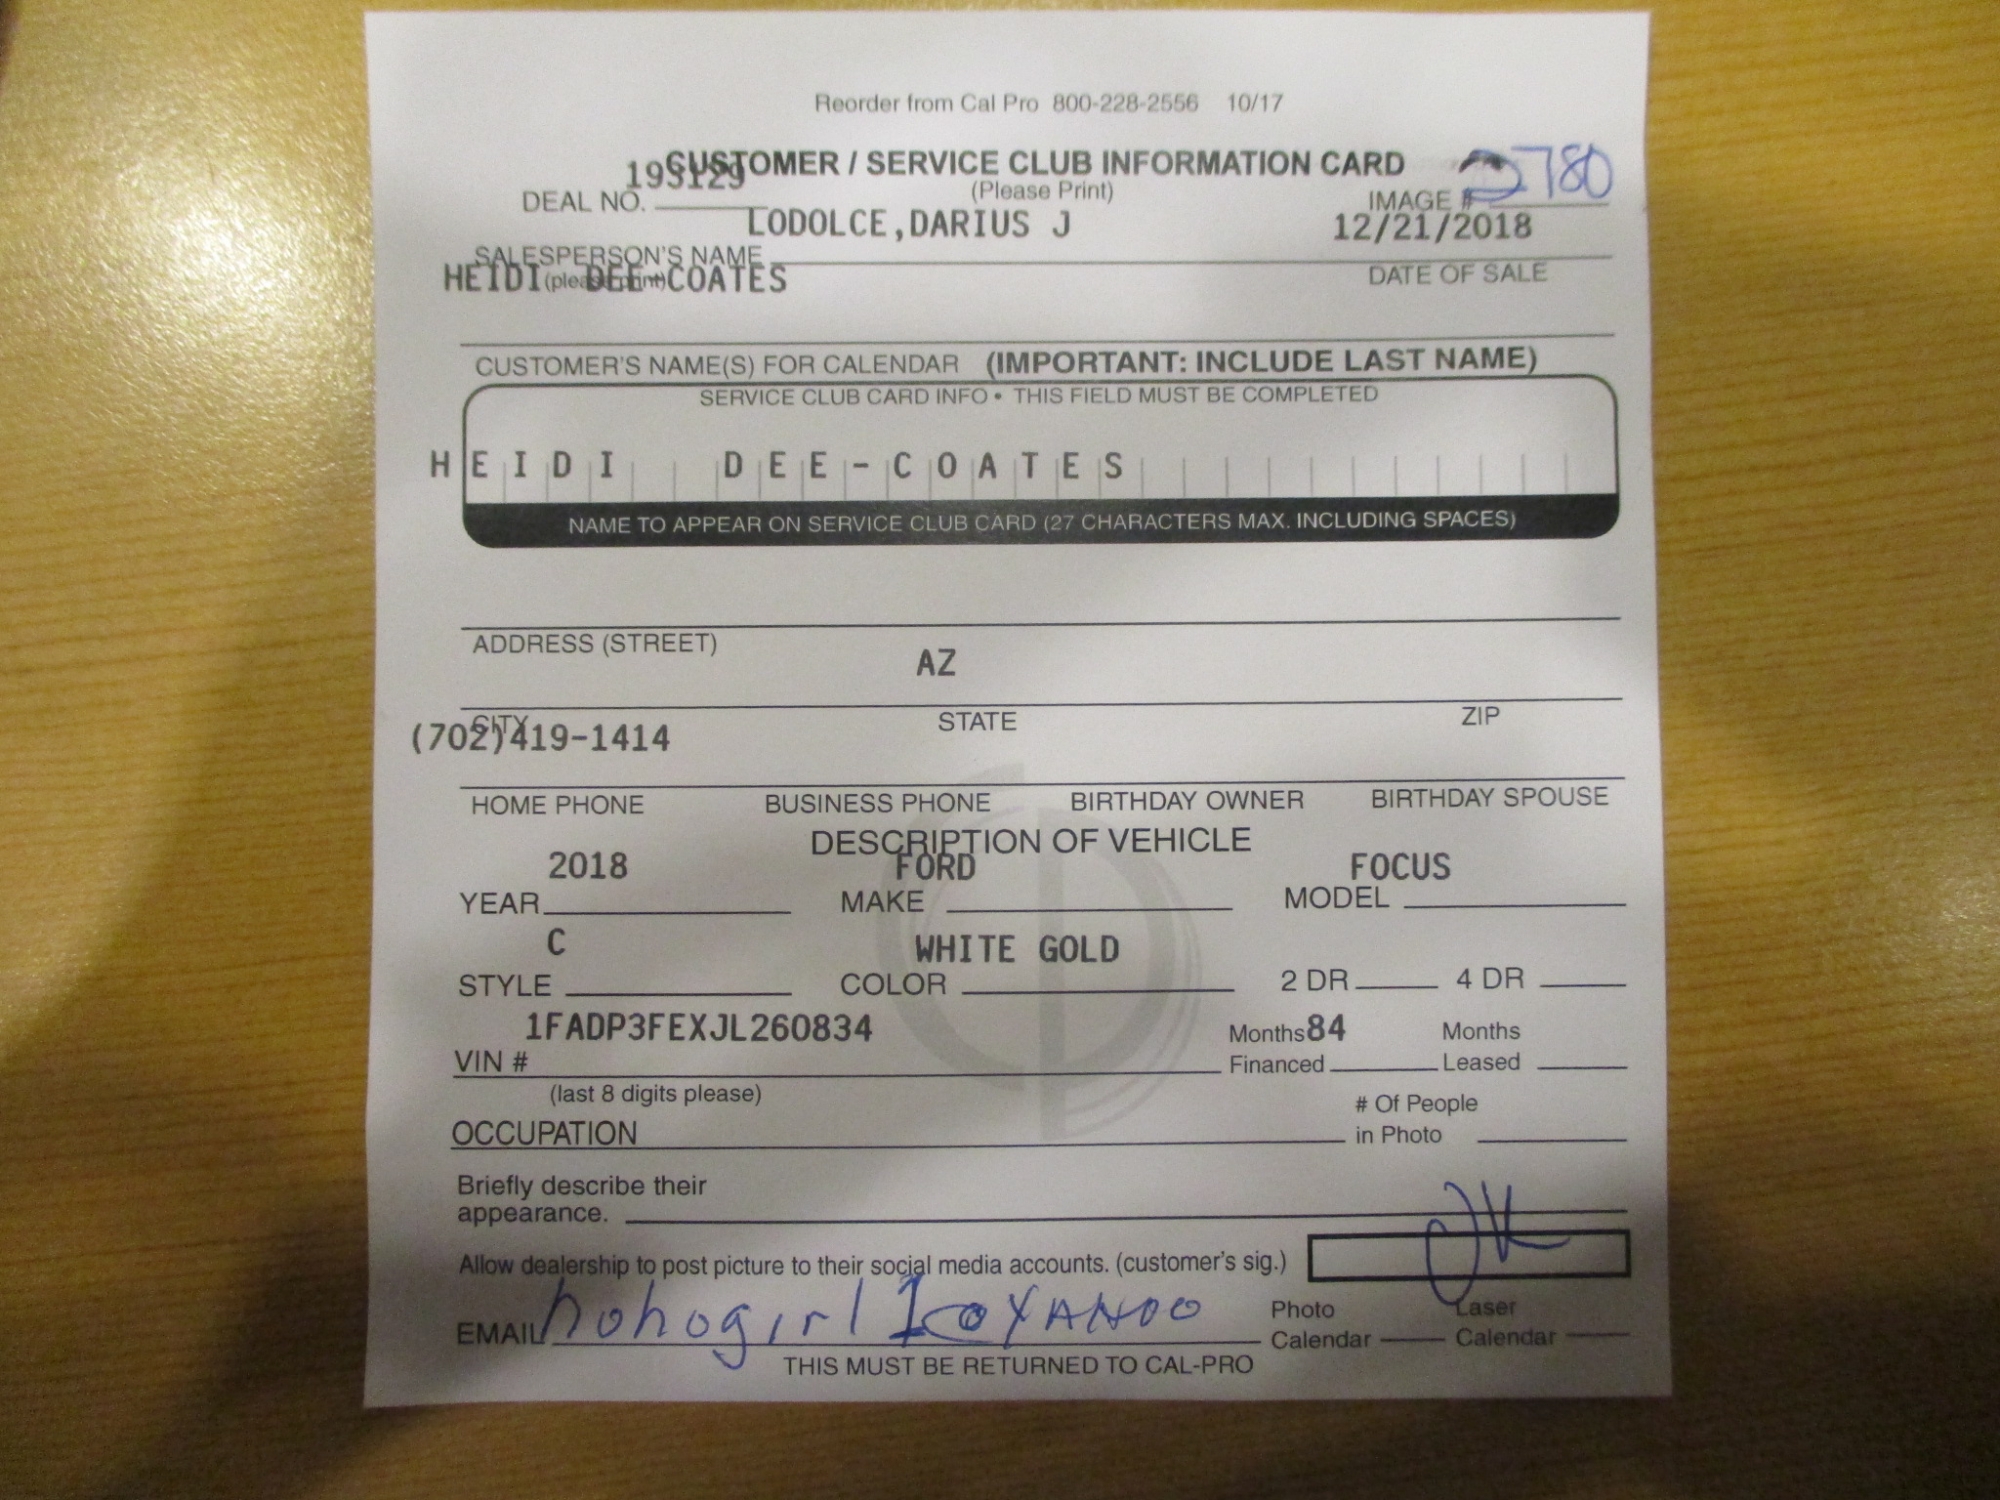 Reorder from Cal Pro 800-228-2556 10/17
CUSTOMER / SERVICE CLUB INFORMATION CARD
(Please Print)
DEAL NO. 195129 IMAGE # 2780
LODOLCE,DARIUS J 12/21/2018
SALESPERSON'S NAME (please print) DATE OF SALE
HEIDI DEE-COATES
CUSTOMER'S NAME(S) FOR CALENDAR (IMPORTANT: INCLUDE LAST NAME)
SERVICE CLUB CARD INFO • THIS FIELD MUST BE COMPLETED
HEIDI DEE-COATES
NAME TO APPEAR ON SERVICE CLUB CARD (27 CHARACTERS MAX. INCLUDING SPACES)
ADDRESS (STREET)
AZ
CITY STATE ZIP
(702)419-1414
HOME PHONE BUSINESS PHONE BIRTHDAY OWNER BIRTHDAY SPOUSE
DESCRIPTION OF VEHICLE
2018 FORD FOCUS
YEAR MAKE MODEL
C WHITE GOLD
STYLE COLOR 2 DR 4 DR
1FADP3FEXJL260834 Months 84 Months
VIN # Financed Leased
(last 8 digits please)
# Of People
OCCUPATION in Photo
Briefly describe their
appearance.
Allow dealership to post picture to their social media accounts. (customer's sig.)
EMAIL hohogirl1@YAHOO Photo Laser
Calendar Calendar
THIS MUST BE RETURNED TO CAL-PRO